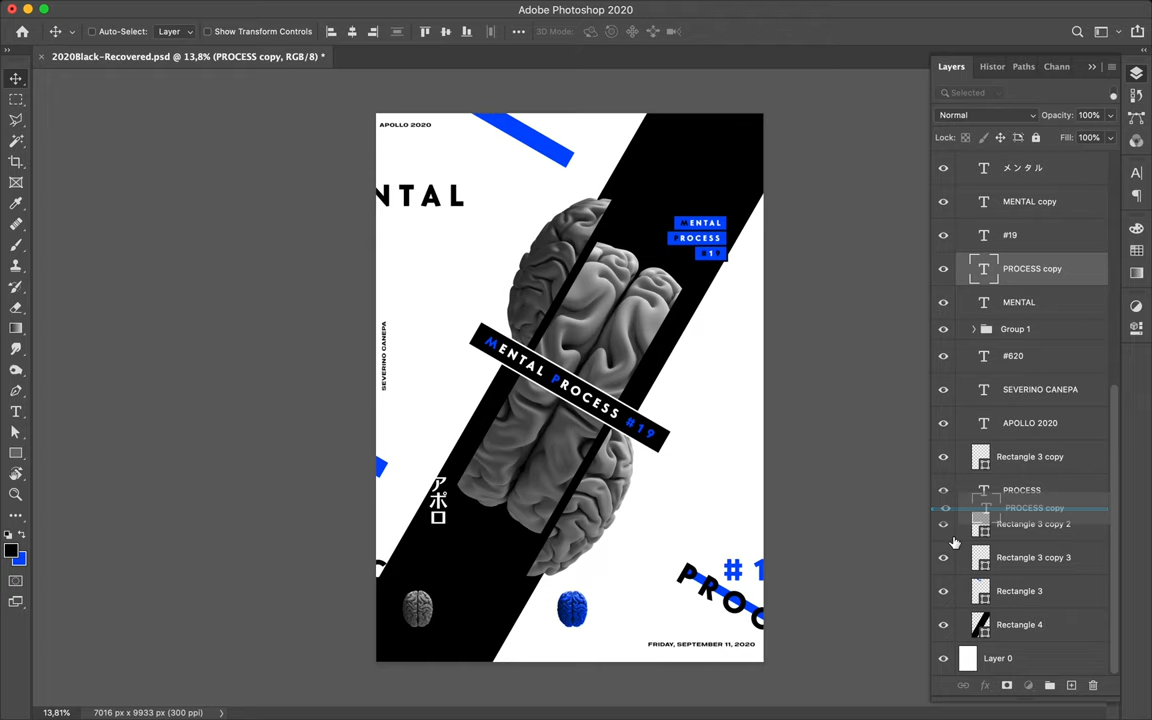 Adobe Photoshop 2020
Auto-Select: Layer Show Transform Controls 3D Mode:
2020Black-Recovered.psd @ 13,8% (PROCESS copy, RGB/8) *
Layers Histor Paths Chann
Selected
Normal Opacity: 100%
Lock: Fill: 100%
メンタル
MENTAL copy
#19
PROCESS copy
MENTAL
Group 1
#620
SEVERINO CANEPA
APOLLO 2020
Rectangle 3 copy
PROCESS
PROCESS copy
Rectangle 3 copy 2
Rectangle 3 copy 3
Rectangle 3
Rectangle 4
Layer 0
APOLLO 2020
NTAL
MENTAL
PROCESS
#19
SEVERINO CANEPA
MENTAL PROCESS #19
アポロ
#1
PROC
FRIDAY, SEPTEMBER 11, 2020
13,81% 7016 px x 9933 px (300 ppi)